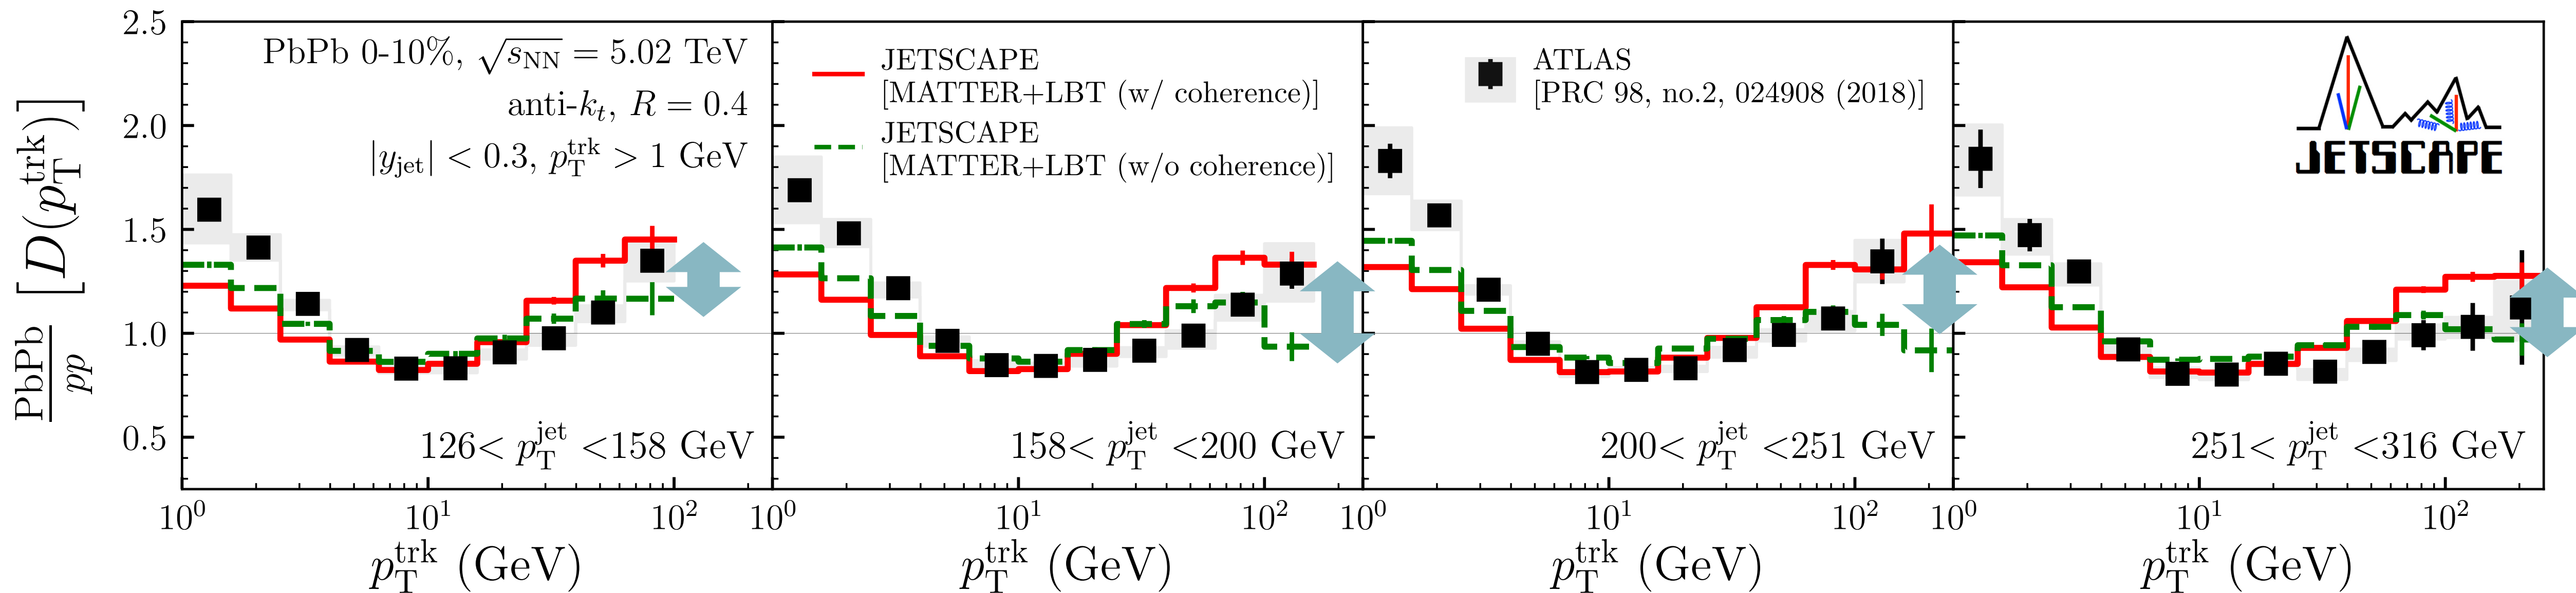 PbPb / pp [D(p_T^trk)]
2.5
2.0
1.5
1.0
0.5
PbPb 0-10%, √s_NN = 5.02 TeV
anti-k_t, R = 0.4
|y_jet| < 0.3, p_T^trk > 1 GeV
126< p_T^jet <158 GeV
JETSCAPE
[MATTER+LBT (w/ coherence)]
JETSCAPE
[MATTER+LBT (w/o coherence)]
158< p_T^jet <200 GeV
ATLAS
[PRC 98, no.2, 024908 (2018)]
200< p_T^jet <251 GeV
JETSCAPE
251< p_T^jet <316 GeV
10^0 10^1 10^2 10^0 10^1 10^2 10^0 10^1 10^2 10^0 10^1 10^2
p_T^trk (GeV) p_T^trk (GeV) p_T^trk (GeV) p_T^trk (GeV)